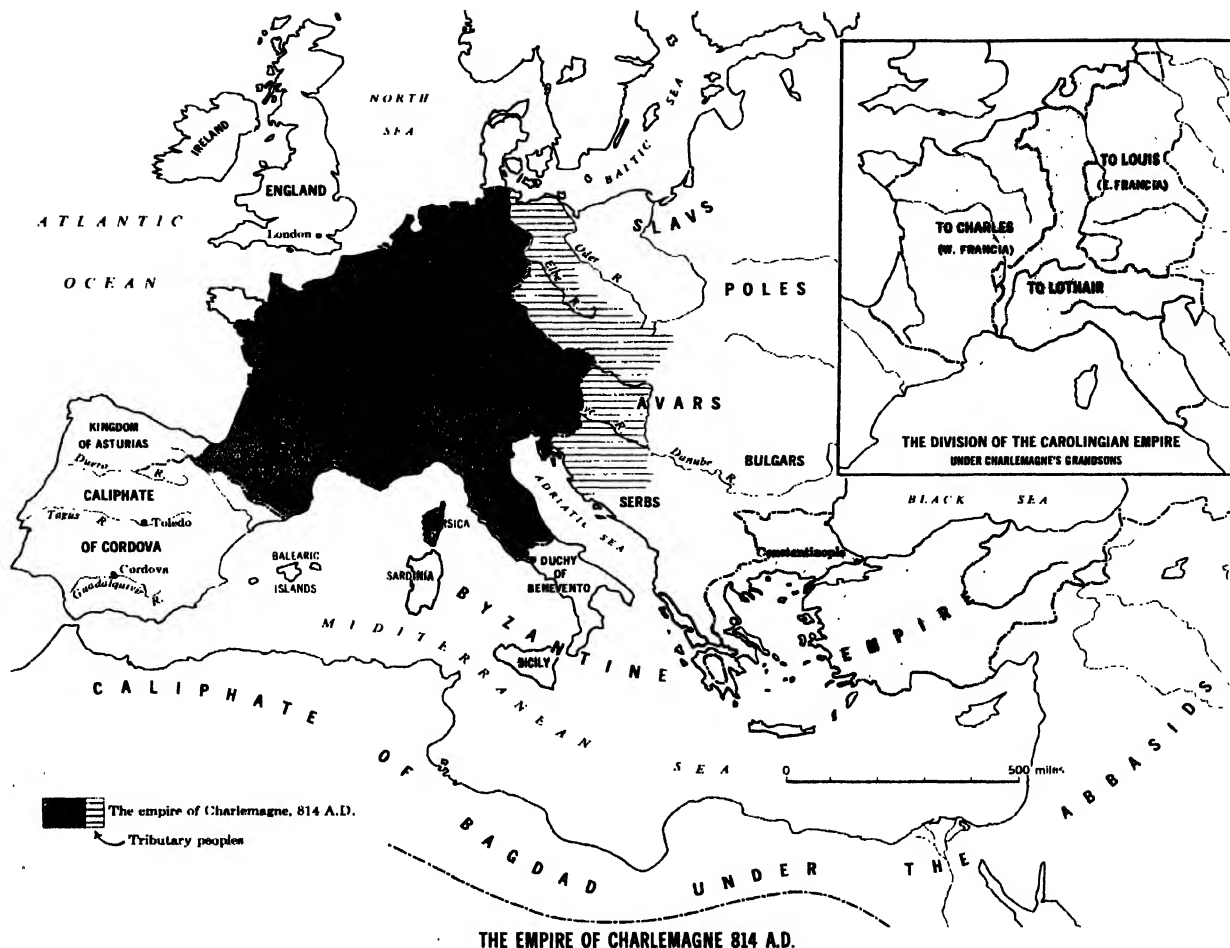 NORTH
SEA
BALTIC SEA
IRELAND
ENGLAND
London
ATLANTIC
OCEAN
SLAVS
Oder R.
Elbe R.
POLES
AVARS
Danube R.
BULGARS
SERBS
KINGDOM
OF ASTURIAS
Duero R.
CALIPHATE
Tagus R.
Toledo
OF CORDOVA
Cordova
Guadalquivir R.
BALEARIC
ISLANDS
RSICA
SARDINIA
ADRIATIC
SEA
DUCHY
OF
BENEVENTO
SICILY
BYZANTINE EMPIRE
MIDITERRANEAN
SEA
BLACK SEA
Constantinople
CALIPHATE OF BAGDAD UNDER THE ABBASIDS
0 500 miles
The empire of Charlemagne, 814 A.D.
Tributary peoples
TO LOUIS
(E. FRANCIA)
TO CHARLES
(W. FRANCIA)
TO LOTHAIR
THE DIVISION OF THE CAROLINGIAN EMPIRE
UNDER CHARLEMAGNE'S GRANDSONS
THE EMPIRE OF CHARLEMAGNE 814 A.D.